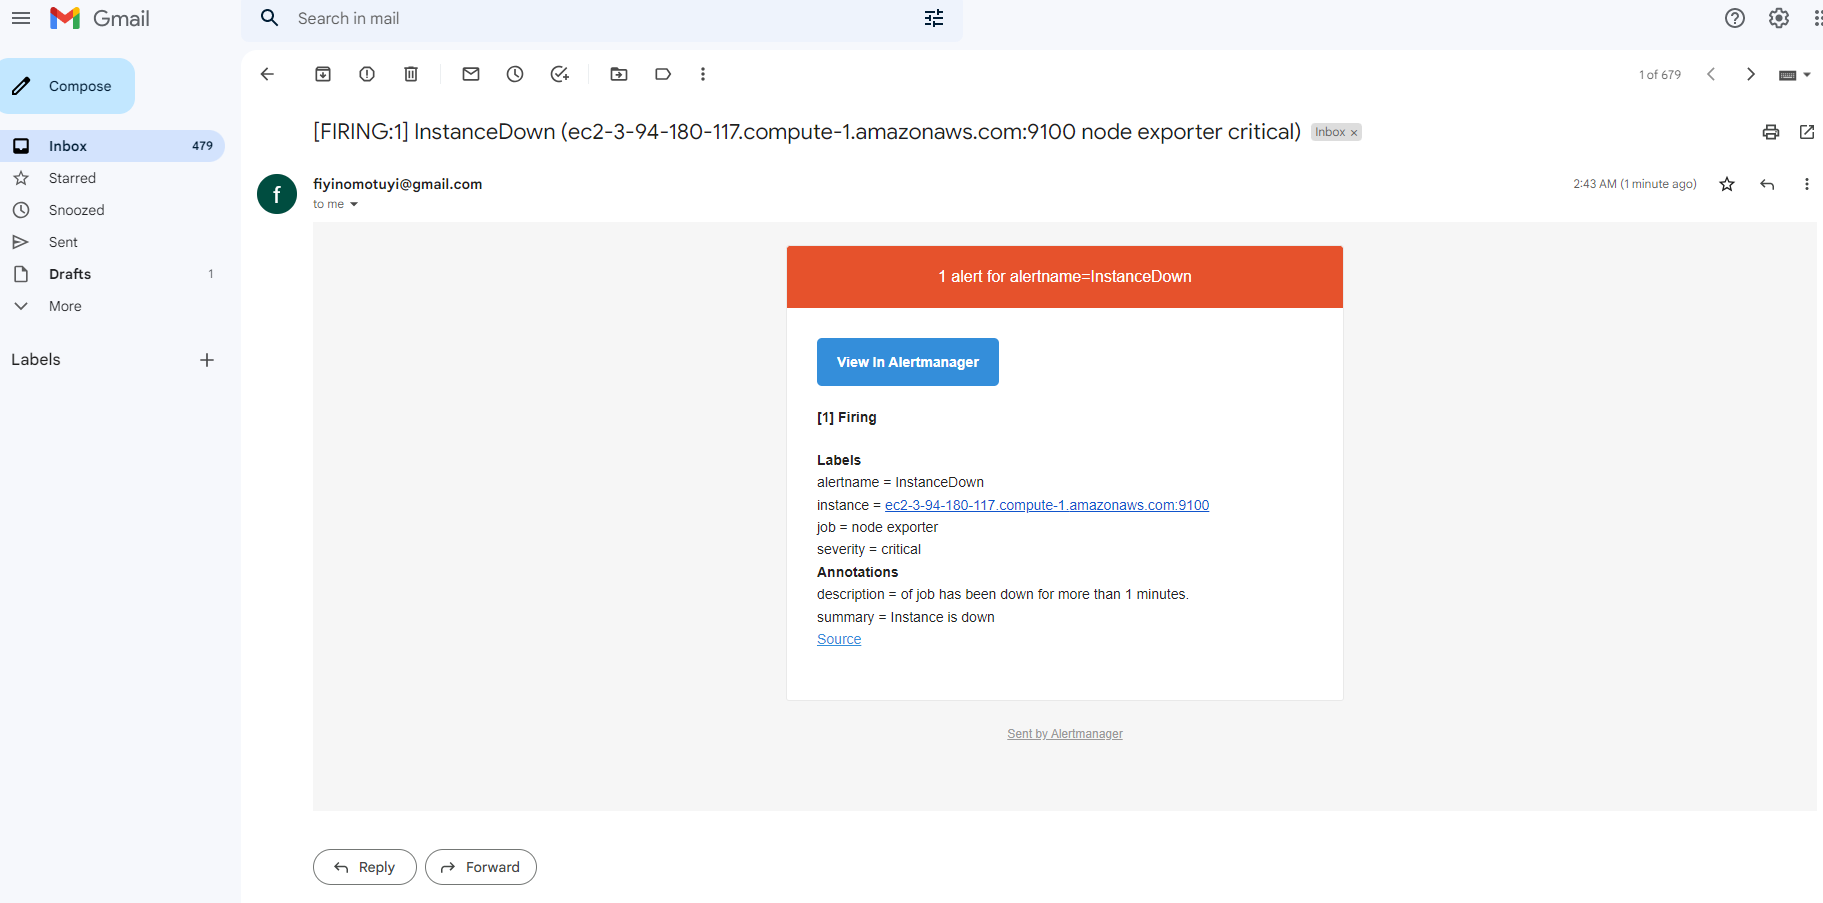 Gmail
Search in mail
Compose
1 of 679
[FIRING:1] InstanceDown (ec2-3-94-180-117.compute-1.amazonaws.com:9100 node exporter critical)
Inbox ×
Inbox 479
Starred
Snoozed
Sent
Drafts 1
More
Labels
f
fiyinomotuyi@gmail.com
2:43 AM (1 minute ago)
to me
1 alert for alertname=InstanceDown
View In Alertmanager
[1] Firing
Labels
alertname = InstanceDown
instance = ec2-3-94-180-117.compute-1.amazonaws.com:9100
job = node exporter
severity = critical
Annotations
description = of job has been down for more than 1 minutes.
summary = Instance is down
Source
Sent by Alertmanager
Reply
Forward